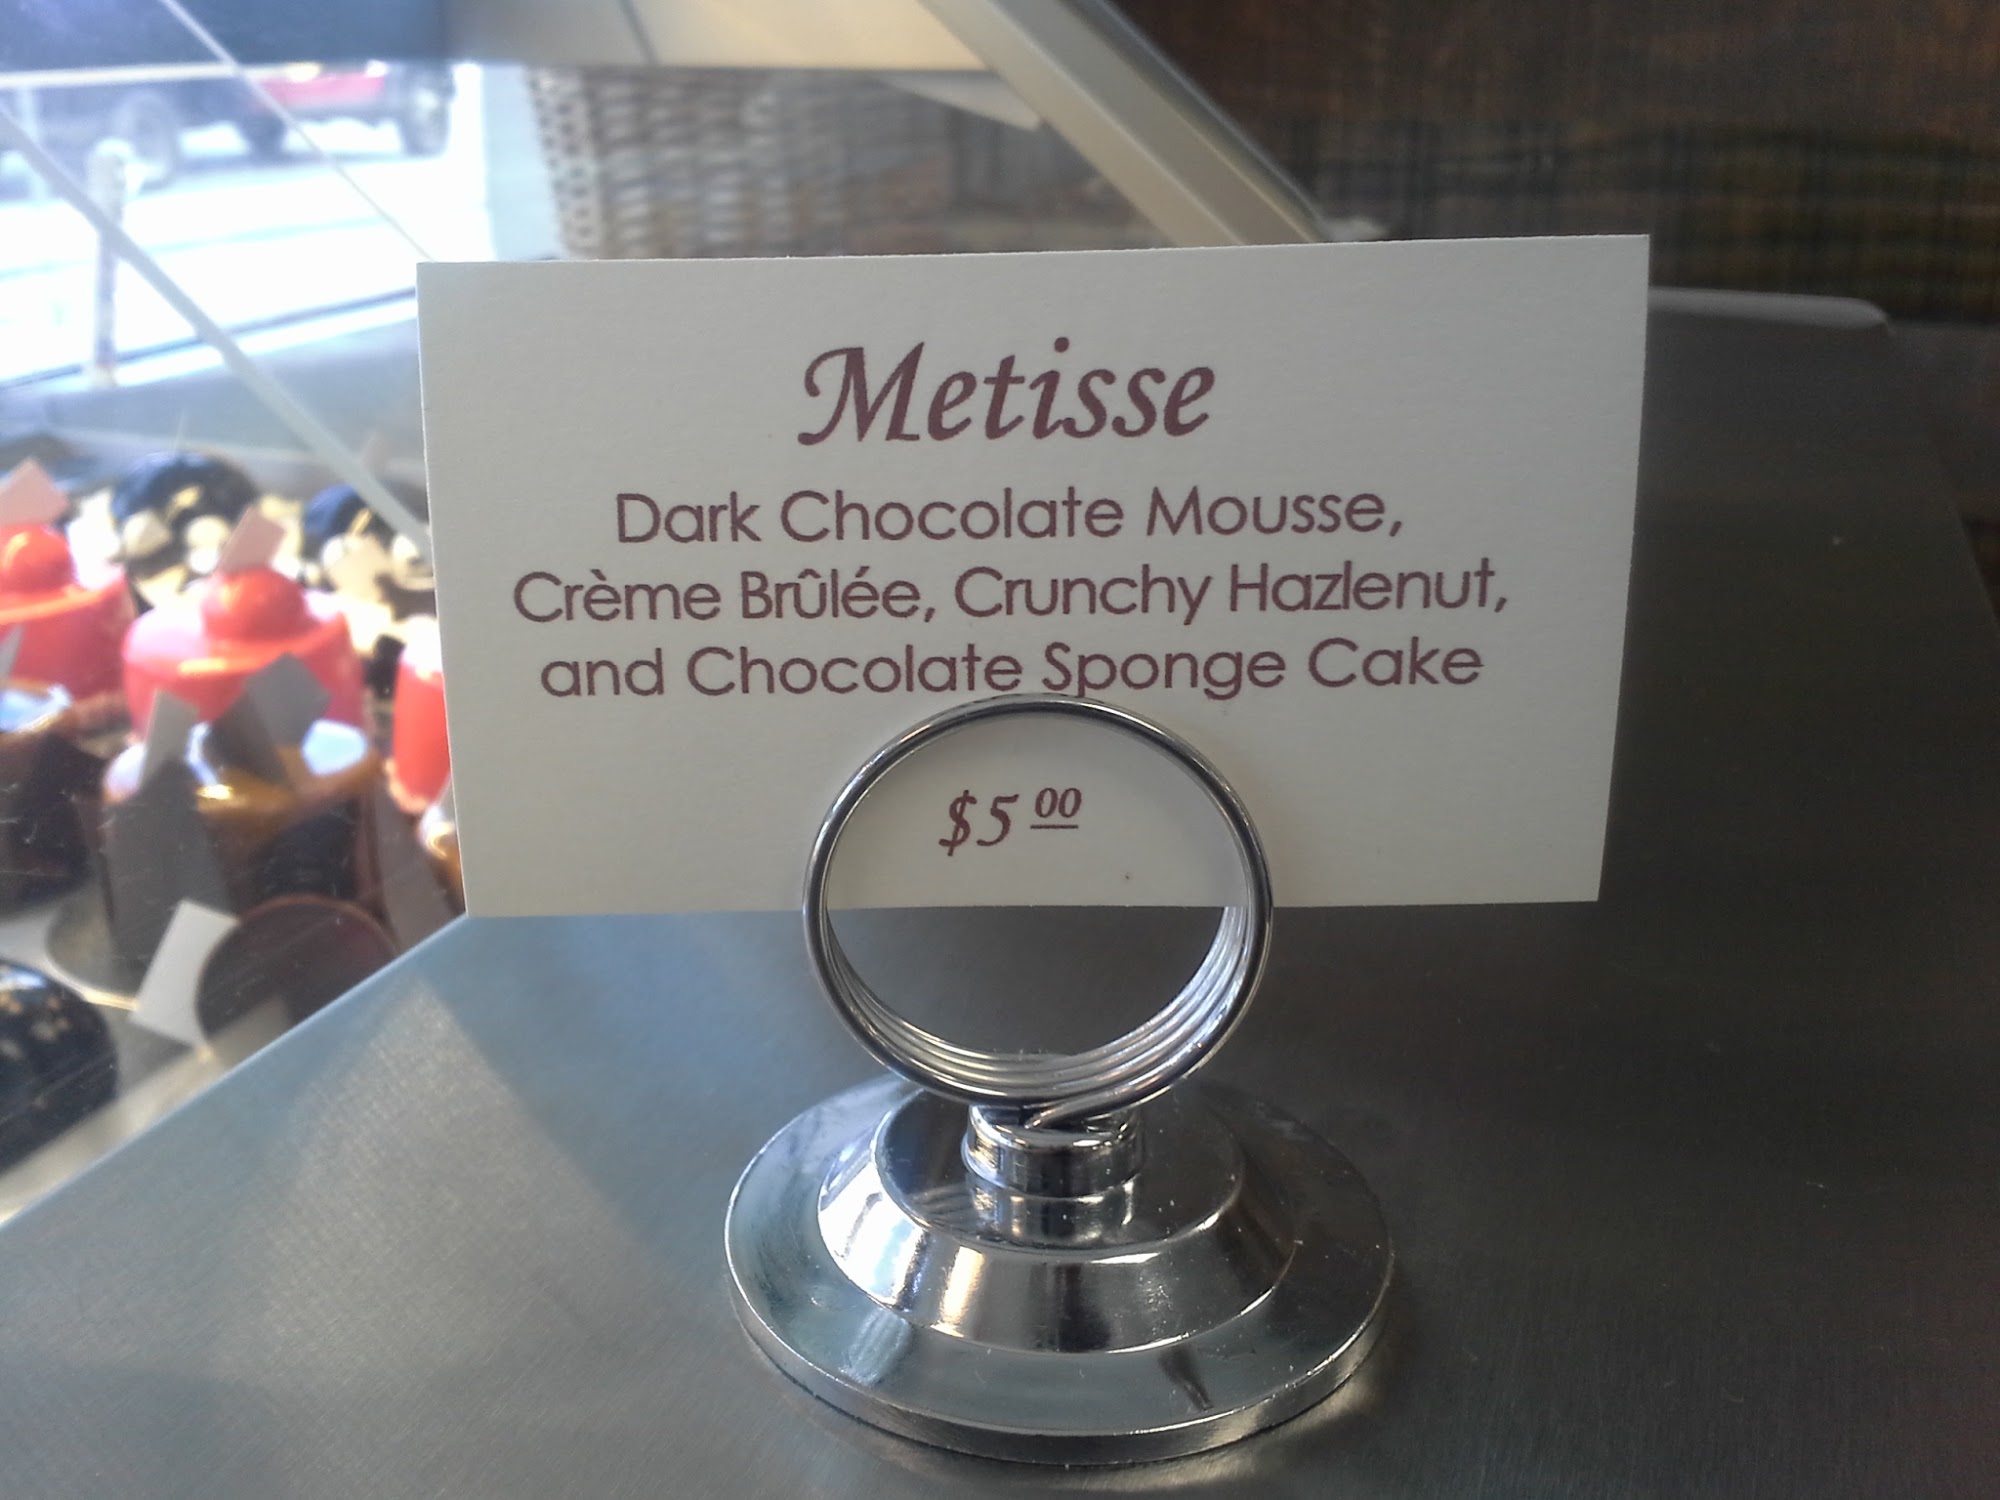 Metisse
Dark Chocolate Mousse,
Crème Brûlée, Crunchy Hazlenut,
and Chocolate Sponge Cake
$5 00